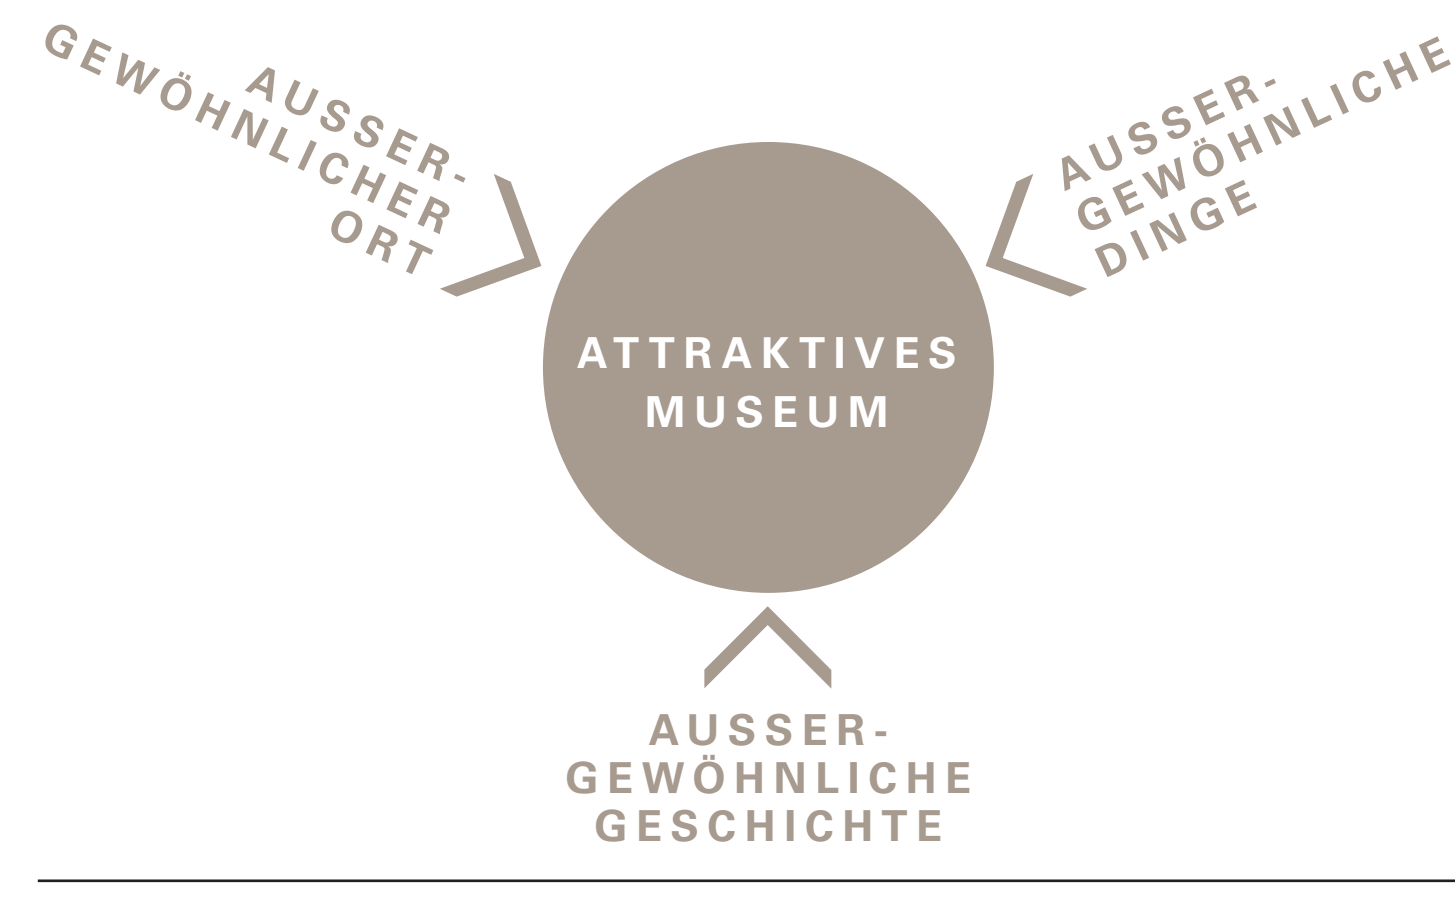 AUSSER-
GEWÖHNLICHER
ORT
AUSSER-
GEWÖHNLICHE
DINGE
ATTRAKTIVES
MUSEUM
AUSSER-
GEWÖHNLICHE
GESCHICHTE